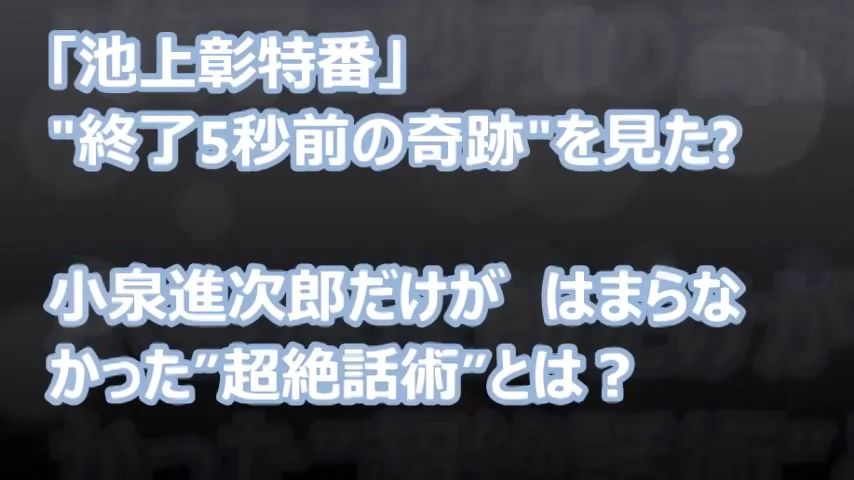 「池上彰特番」
"終了5秒前の奇跡"を見た?
小泉進次郎だけが　はまらな
かった”超絶話術”とは？